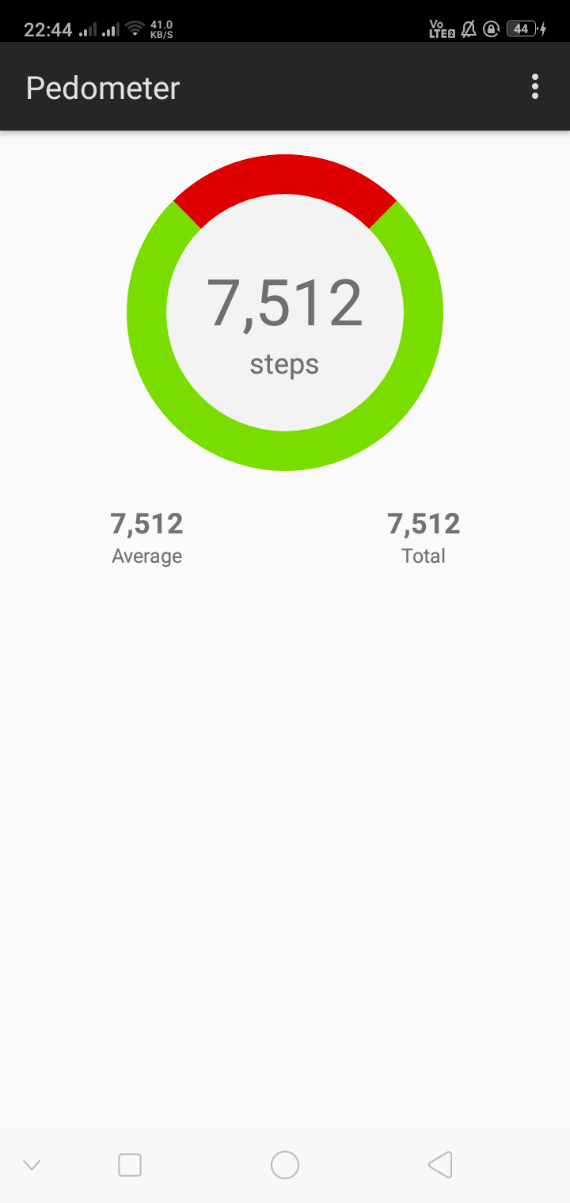 22:44 41.0 KB/S Vo LTE2 44
Pedometer
7,512
steps
7,512 7,512
Average Total